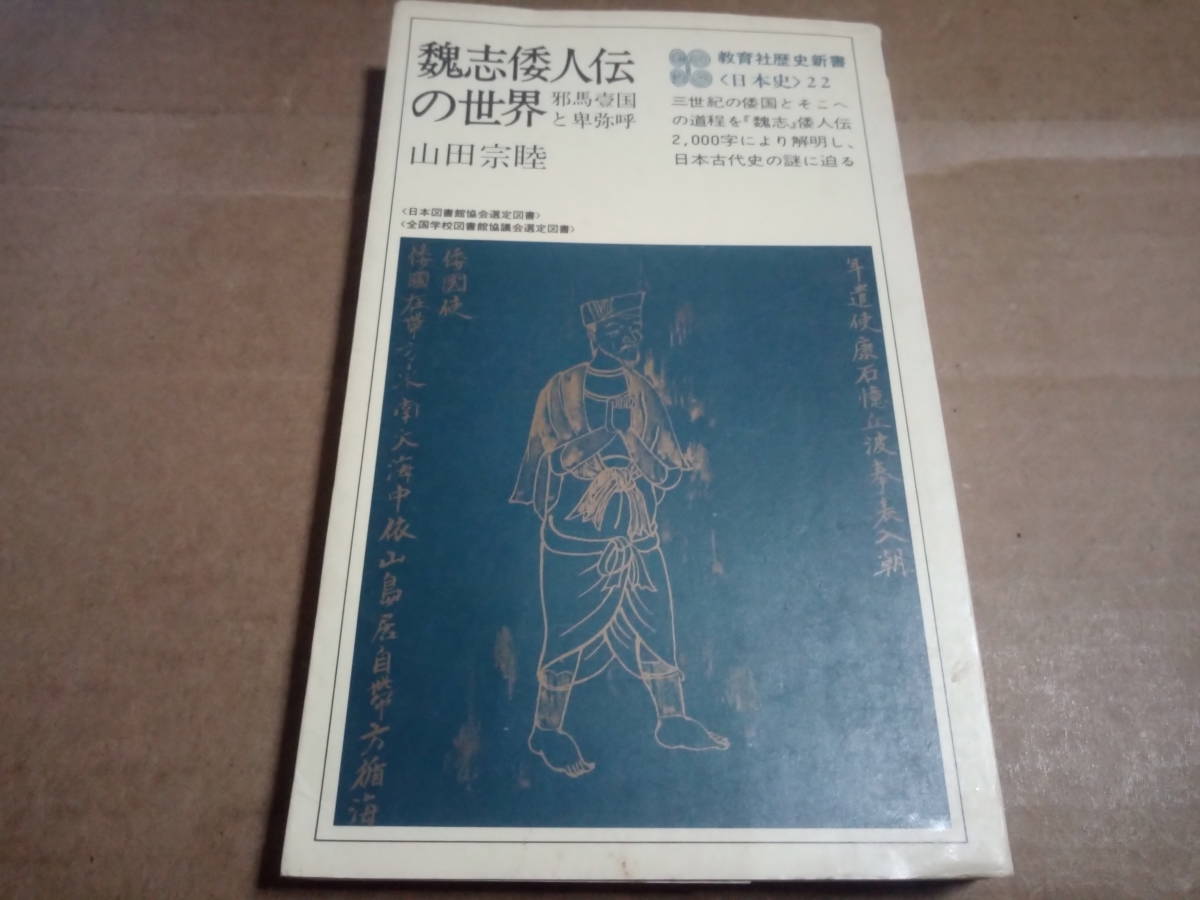 魏志倭人伝
の世界 邪馬壹国
と卑弥呼
山田宗睦
教育社歴史新書
〈日本史〉22
三世紀の倭国とそこへ
の道程を『魏志』倭人伝
2,000字により解明し、
日本古代史の謎に迫る
〈日本図書館協会選定図書〉
〈全国学校図書館協議会選定図書〉
年遣使康石憶丘波奉表入朝
倭国使
倭國在帶方東南大海中依山島居自帶方循海